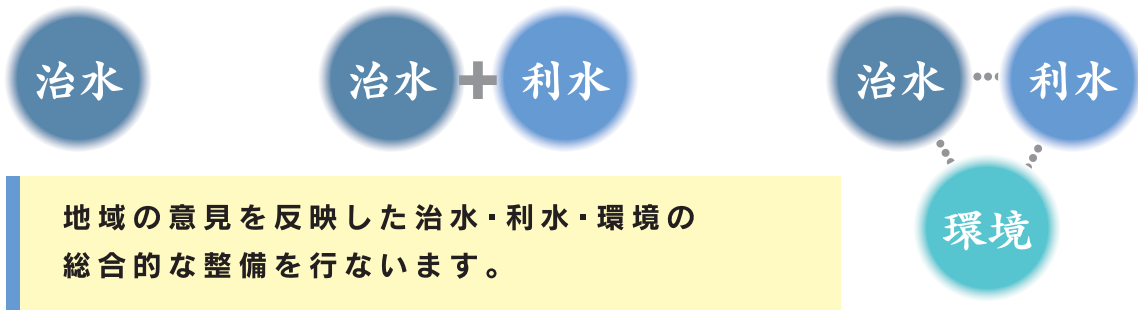 治水
治水
利水
治水
利水
環境
地域の意見を反映した治水・利水・環境の
総合的な整備を行ないます。